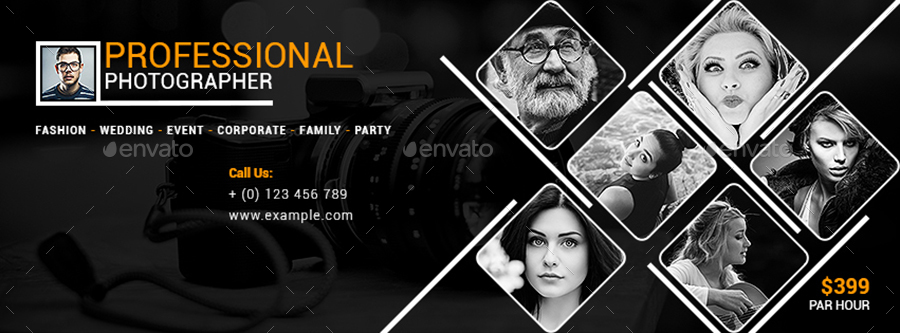 PROFESSIONAL
PHOTOGRAPHER
FASHION - WEDDING - EVENT - CORPORATE - FAMILY - PARTY
envato
envato
envato
Call Us:
+ (0) 123 456 789
www.example.com
$399
PAR HOUR